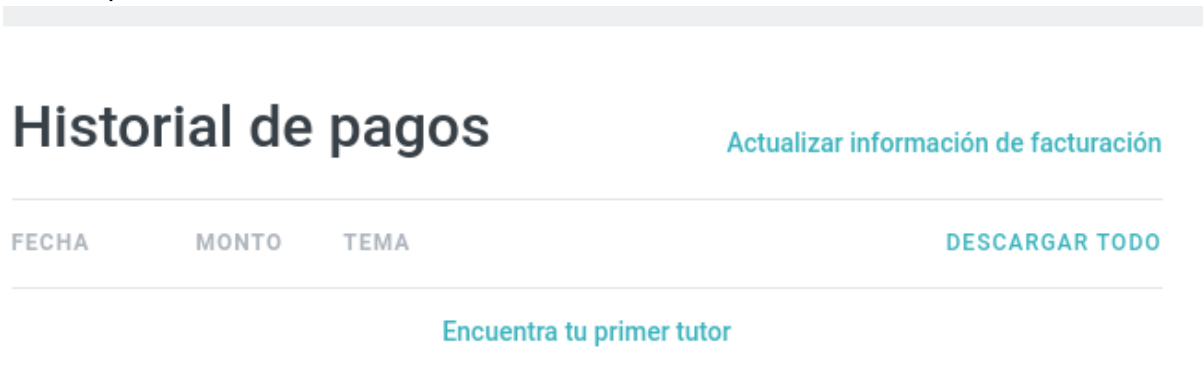 Historial de pagos
Actualizar información de facturación
FECHA MONTO TEMA DESCARGAR TODO
Encuentra tu primer tutor